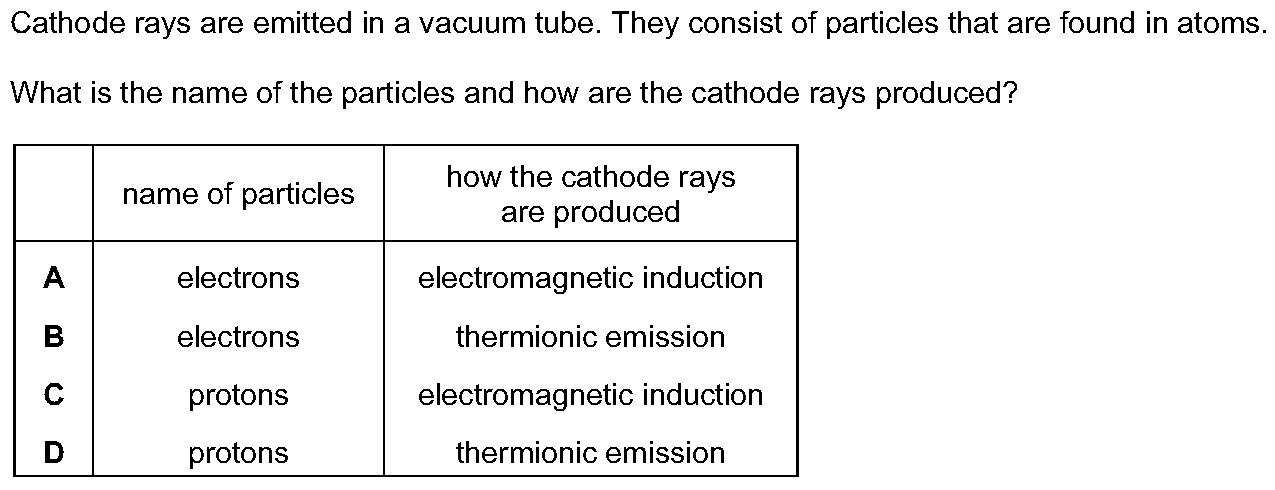 Cathode rays are emitted in a vacuum tube. They consist of particles that are found in atoms.
What is the name of the particles and how are the cathode rays produced?
name of particles
how the cathode rays
are produced
A electrons electromagnetic induction
B electrons thermionic emission
C protons electromagnetic induction
D protons thermionic emission